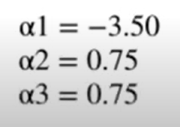 α1 = −3.50
α2 = 0.75
α3 = 0.75